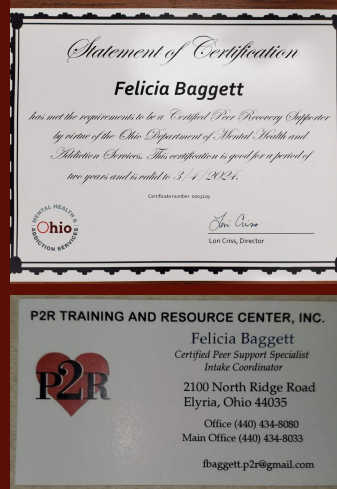 Statement of Certification
Felicia Baggett
has met the requirements to be a Certified Peer Recovery Supporter
by virtue of the Ohio Department of Mental Health and
Addiction Services. This certification is good for a period of
two years and is valid to 3/4/2024.
Certificate number:
MENTAL HEALTH &
Ohio
ADDICTION SERVICES
Lori Criss
Lori Criss, Director
P2R TRAINING AND RESOURCE CENTER, INC.
Felicia Baggett
Certified Peer Support Specialist
Intake Coordinator
P2R
2100 North Ridge Road
Elyria, Ohio 44035
Office (440) 434-8080
Main Office (440) 434-8033
fbaggett.p2r@gmail.com